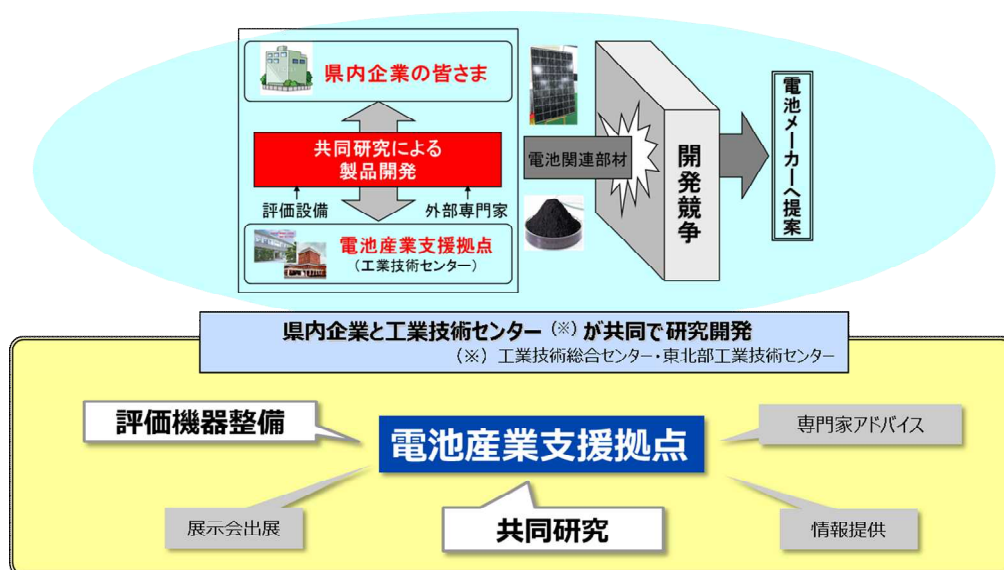 県内企業の皆さま
共同研究による
製品開発
評価設備
外部専門家
電池産業支援拠点
(工業技術センター)
電池関連部材
開発競争
電池メーカーへ提案
県内企業と工業技術センター(※)が共同で研究開発
(※)工業技術総合センター・東北部工業技術センター
評価機器整備
電池産業支援拠点
専門家アドバイス
展示会出展
共同研究
情報提供